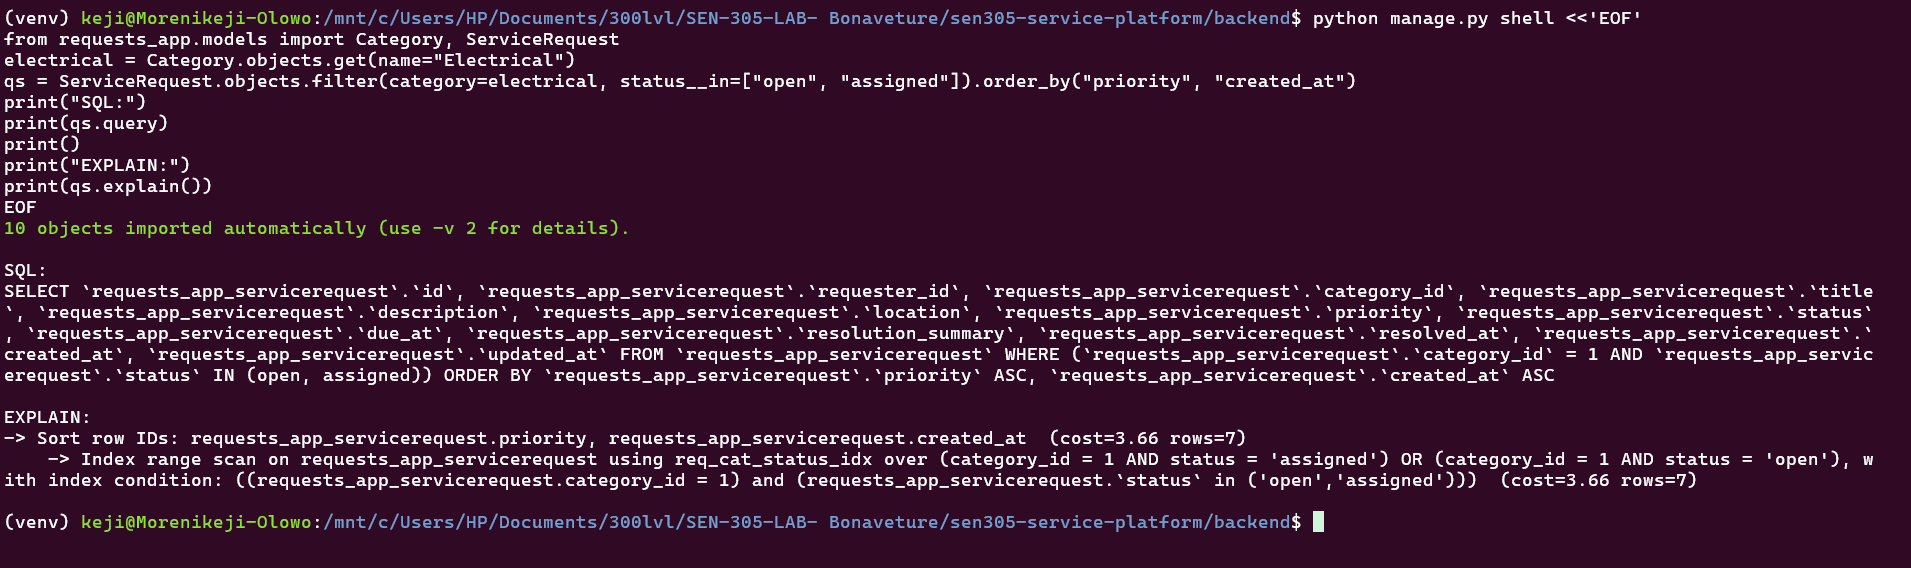 (venv) keji@Morenikeji-Olowo:/mnt/c/Users/HP/Documents/300lvl/SEN-305-LAB- Bonaveture/sen305-service-platform/backend$ python manage.py shell <<'EOF'
from requests_app.models import Category, ServiceRequest
electrical = Category.objects.get(name="Electrical")
qs = ServiceRequest.objects.filter(category=electrical, status__in=["open", "assigned"]).order_by("priority", "created_at")
print("SQL:")
print(qs.query)
print()
print("EXPLAIN:")
print(qs.explain())
EOF
10 objects imported automatically (use -v 2 for details).

SQL:
SELECT `requests_app_servicerequest`.`id`, `requests_app_servicerequest`.`requester_id`, `requests_app_servicerequest`.`category_id`, `requests_app_servicerequest`.`title
`, `requests_app_servicerequest`.`description`, `requests_app_servicerequest`.`location`, `requests_app_servicerequest`.`priority`, `requests_app_servicerequest`.`status`
, `requests_app_servicerequest`.`due_at`, `requests_app_servicerequest`.`resolution_summary`, `requests_app_servicerequest`.`resolved_at`, `requests_app_servicerequest`.`
created_at`, `requests_app_servicerequest`.`updated_at` FROM `requests_app_servicerequest` WHERE (`requests_app_servicerequest`.`category_id` = 1 AND `requests_app_servic
erequest`.`status` IN (open, assigned)) ORDER BY `requests_app_servicerequest`.`priority` ASC, `requests_app_servicerequest`.`created_at` ASC

EXPLAIN:
-> Sort row IDs: requests_app_servicerequest.priority, requests_app_servicerequest.created_at  (cost=3.66 rows=7)
    -> Index range scan on requests_app_servicerequest using req_cat_status_idx over (category_id = 1 AND status = 'assigned') OR (category_id = 1 AND status = 'open'), w
ith index condition: ((requests_app_servicerequest.category_id = 1) and (requests_app_servicerequest.`status` in ('open','assigned')))  (cost=3.66 rows=7)

(venv) keji@Morenikeji-Olowo:/mnt/c/Users/HP/Documents/300lvl/SEN-305-LAB- Bonaveture/sen305-service-platform/backend$